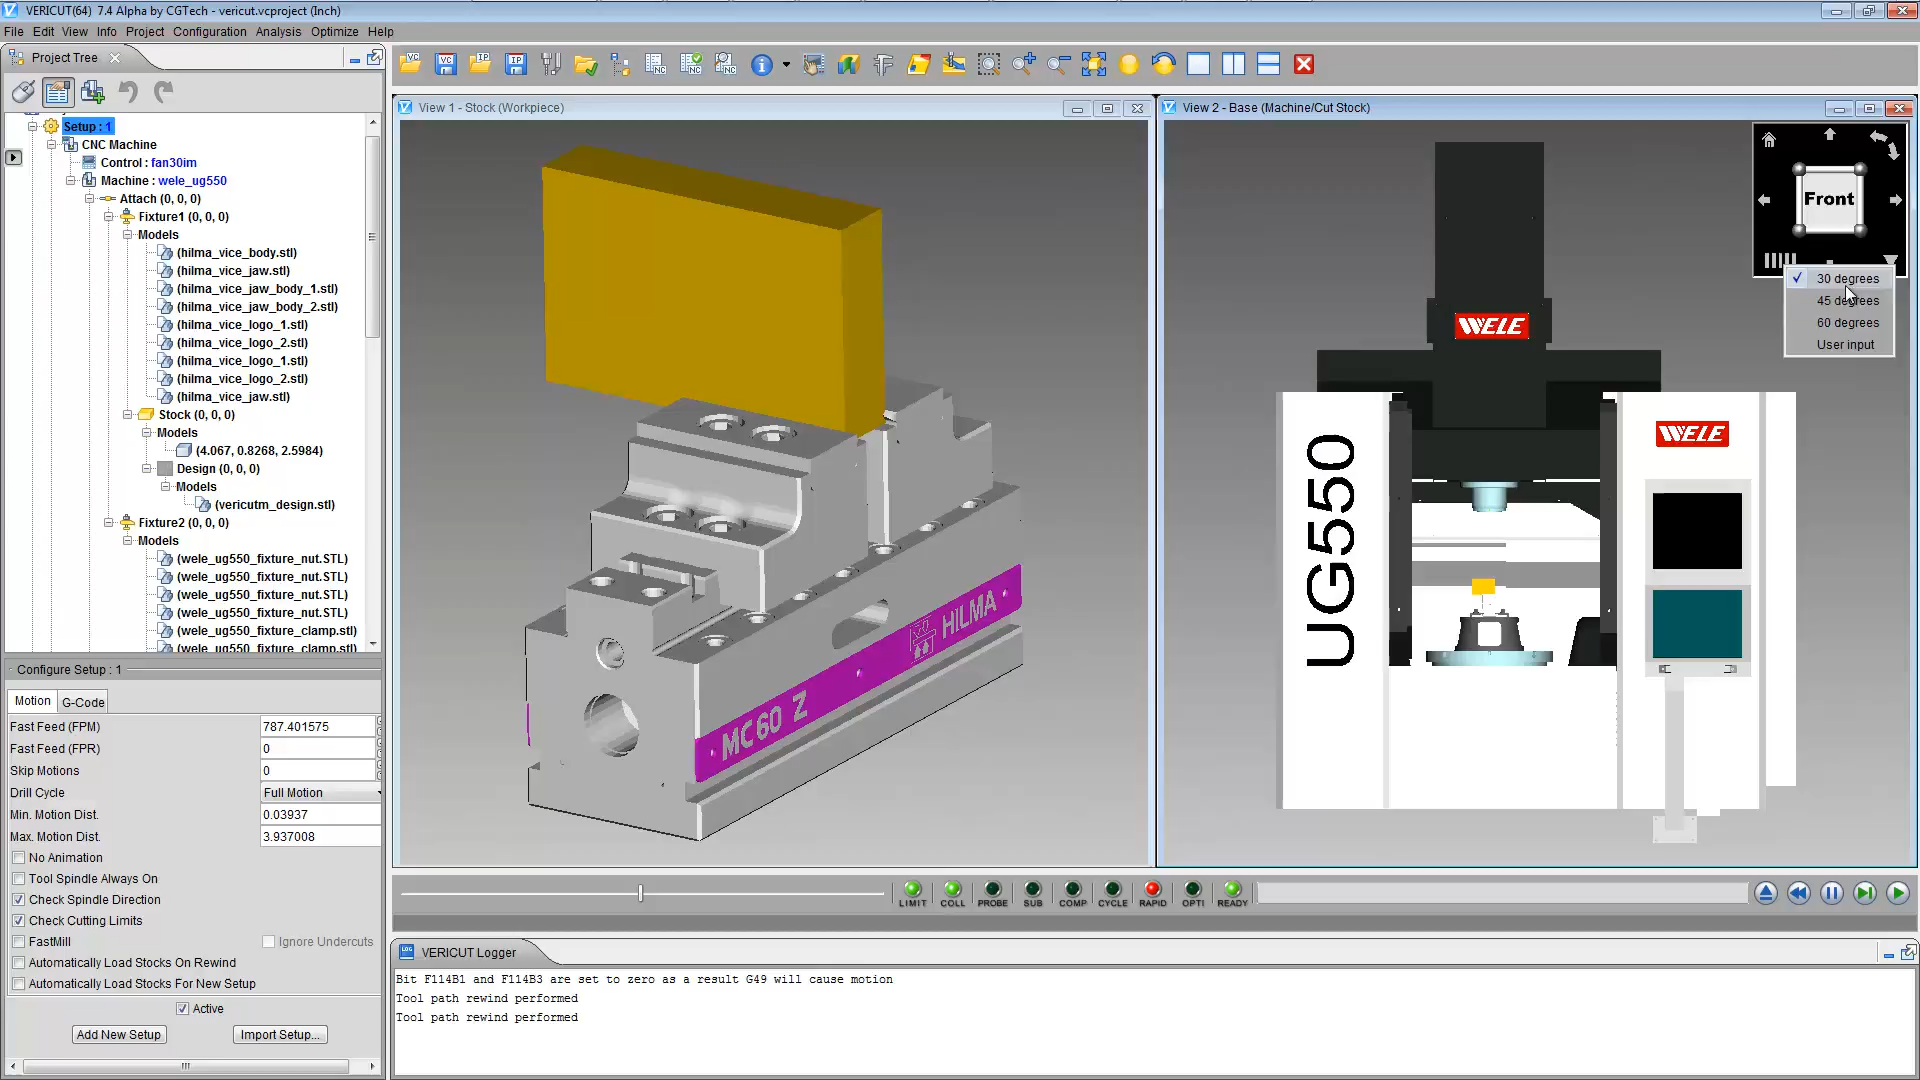 VERICUT(64) 7.4 Alpha by CGTech - vericut.vcproject (Inch)
File Edit View Info Project Configuration Analysis Optimize Help
Project Tree
Setup : 1
CNC Machine
Control : fan30im
Machine : wele_ug550
Attach (0, 0, 0)
Fixture1 (0, 0, 0)
Models
(hilma_vice_body.stl)
(hilma_vice_jaw.stl)
(hilma_vice_jaw_body_1.stl)
(hilma_vice_jaw_body_2.stl)
(hilma_vice_logo_1.stl)
(hilma_vice_logo_2.stl)
(hilma_vice_logo_1.stl)
(hilma_vice_logo_2.stl)
(hilma_vice_jaw.stl)
Stock (0, 0, 0)
Models
(4.067, 0.8268, 2.5984)
Design (0, 0, 0)
Models
(vericutm_design.stl)
Fixture2 (0, 0, 0)
Models
(wele_ug550_fixture_nut.STL)
(wele_ug550_fixture_nut.STL)
(wele_ug550_fixture_nut.STL)
(wele_ug550_fixture_nut.STL)
(wele_ug550_fixture_clamp.stl)
(wele_ug550_fixture_clamp.stl)
Configure Setup : 1
Motion G-Code
Fast Feed (FPM) 787.401575
Fast Feed (FPR) 0
Skip Motions 0
Drill Cycle Full Motion
Min. Motion Dist. 0.03937
Max. Motion Dist. 3.937008
No Animation
Tool Spindle Always On
Check Spindle Direction
Check Cutting Limits
FastMill Ignore Undercuts
Automatically Load Stocks On Rewind
Automatically Load Stocks For New Setup
Active
Add New Setup Import Setup...
VC VC IP IP NC NC NC
View 1 - Stock (Workpiece)
MC60 Z HILMA
View 2 - Base (Machine/Cut Stock)
Front
30 degrees
45 degrees
60 degrees
User input
WELE
WELE
UG550
LIMIT COLL PROBE SUB COMP CYCLE RAPID OPTI READY
LOG VERICUT Logger
Bit F114B1 and F114B3 are set to zero as a result G49 will cause motion
Tool path rewind performed
Tool path rewind performed